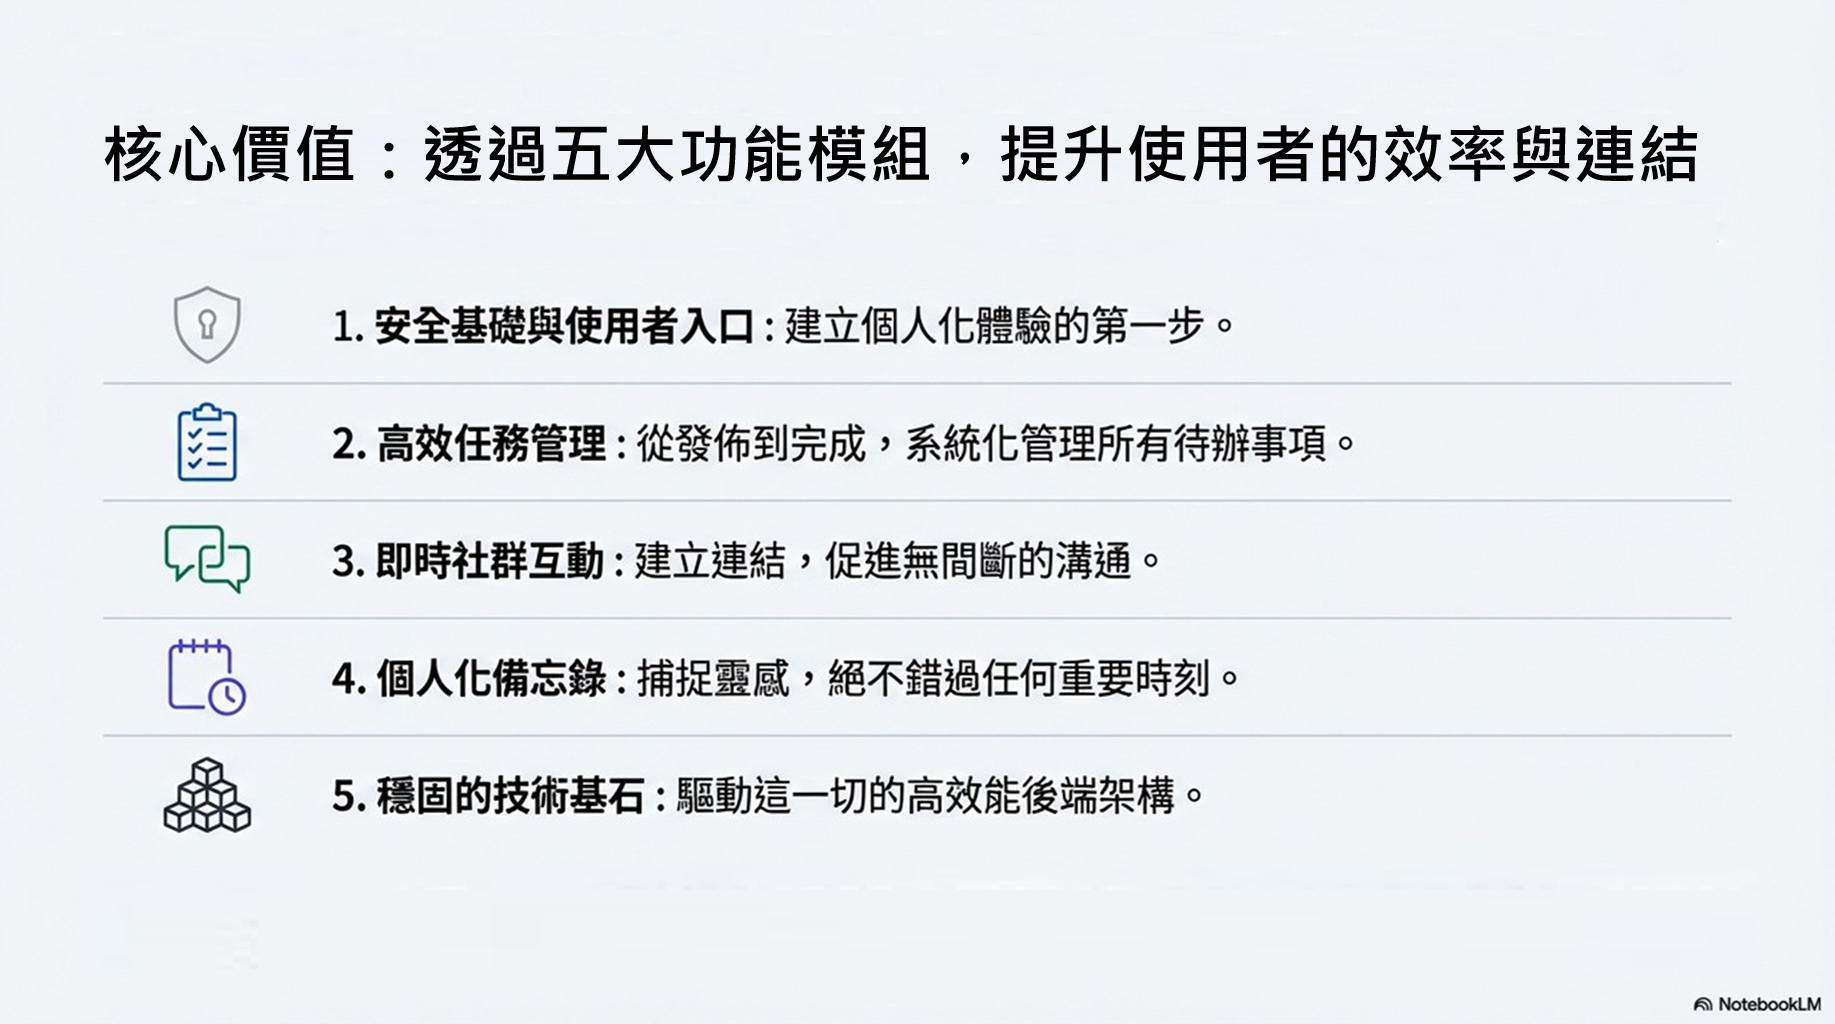 核心價值：透過五大功能模組，提升使用者的效率與連結
1. 安全基礎與使用者入口 : 建立個人化體驗的第一步。
2. 高效任務管理 : 從發佈到完成，系統化管理所有待辦事項。
3. 即時社群互動 : 建立連結，促進無間斷的溝通。
4. 個人化備忘錄 : 捕捉靈感，絕不錯過任何重要時刻。
5. 穩固的技術基石 : 驅動這一切的高效能後端架構。
NotebookLM